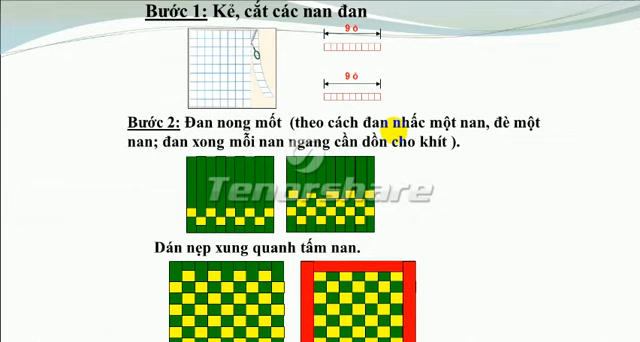 Bước 1: Kẻ, cắt các nan đan
9 ô
9 ô
Bước 2: Đan nong mốt (theo cách đan nhấc một nan, đè một
nan; đan xong mỗi nan ngang cần dồn cho khít ).
Tenorshare
Dán nẹp xung quanh tấm nan.